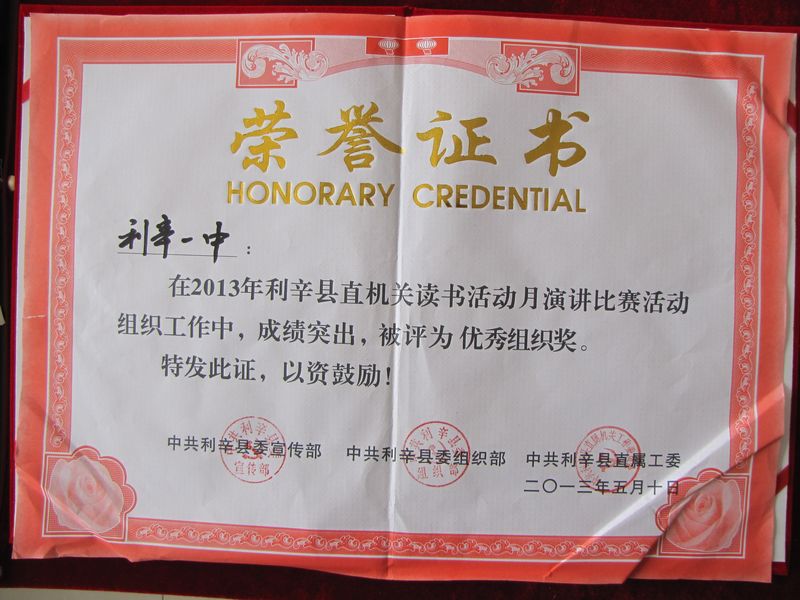 荣誉证书
HONORARY CREDENTIAL
利辛一中：
在2013年利辛县直机关读书活动月演讲比赛活动
组织工作中，成绩突出，被评为 优秀组织奖。
特发此证，以资鼓励！
中共利辛县委宣传部 中共利辛县委组织部 中共利辛县直属工委
二〇一三年五月十日